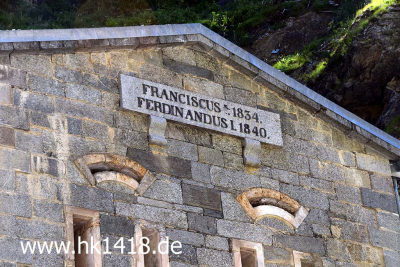 FRANCISCUS I. 1834.
FERDINANDUS I. 1840.
www.hk1418.de